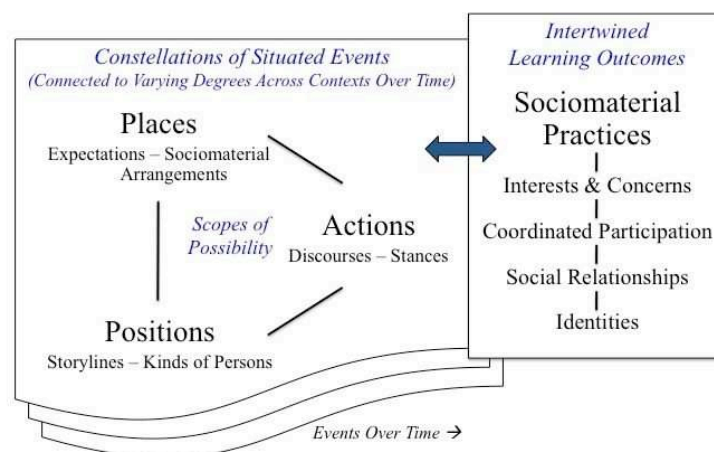 Constellations of Situated Events
(Connected to Varying Degrees Across Contexts Over Time)
Places
Expectations – Sociomaterial
Arrangements
Scopes of
Possibility
Actions
Discourses – Stances
Positions
Storylines – Kinds of Persons
Events Over Time →
Intertwined
Learning Outcomes
Sociomaterial
Practices
Interests & Concerns
Coordinated Participation
Social Relationships
Identities